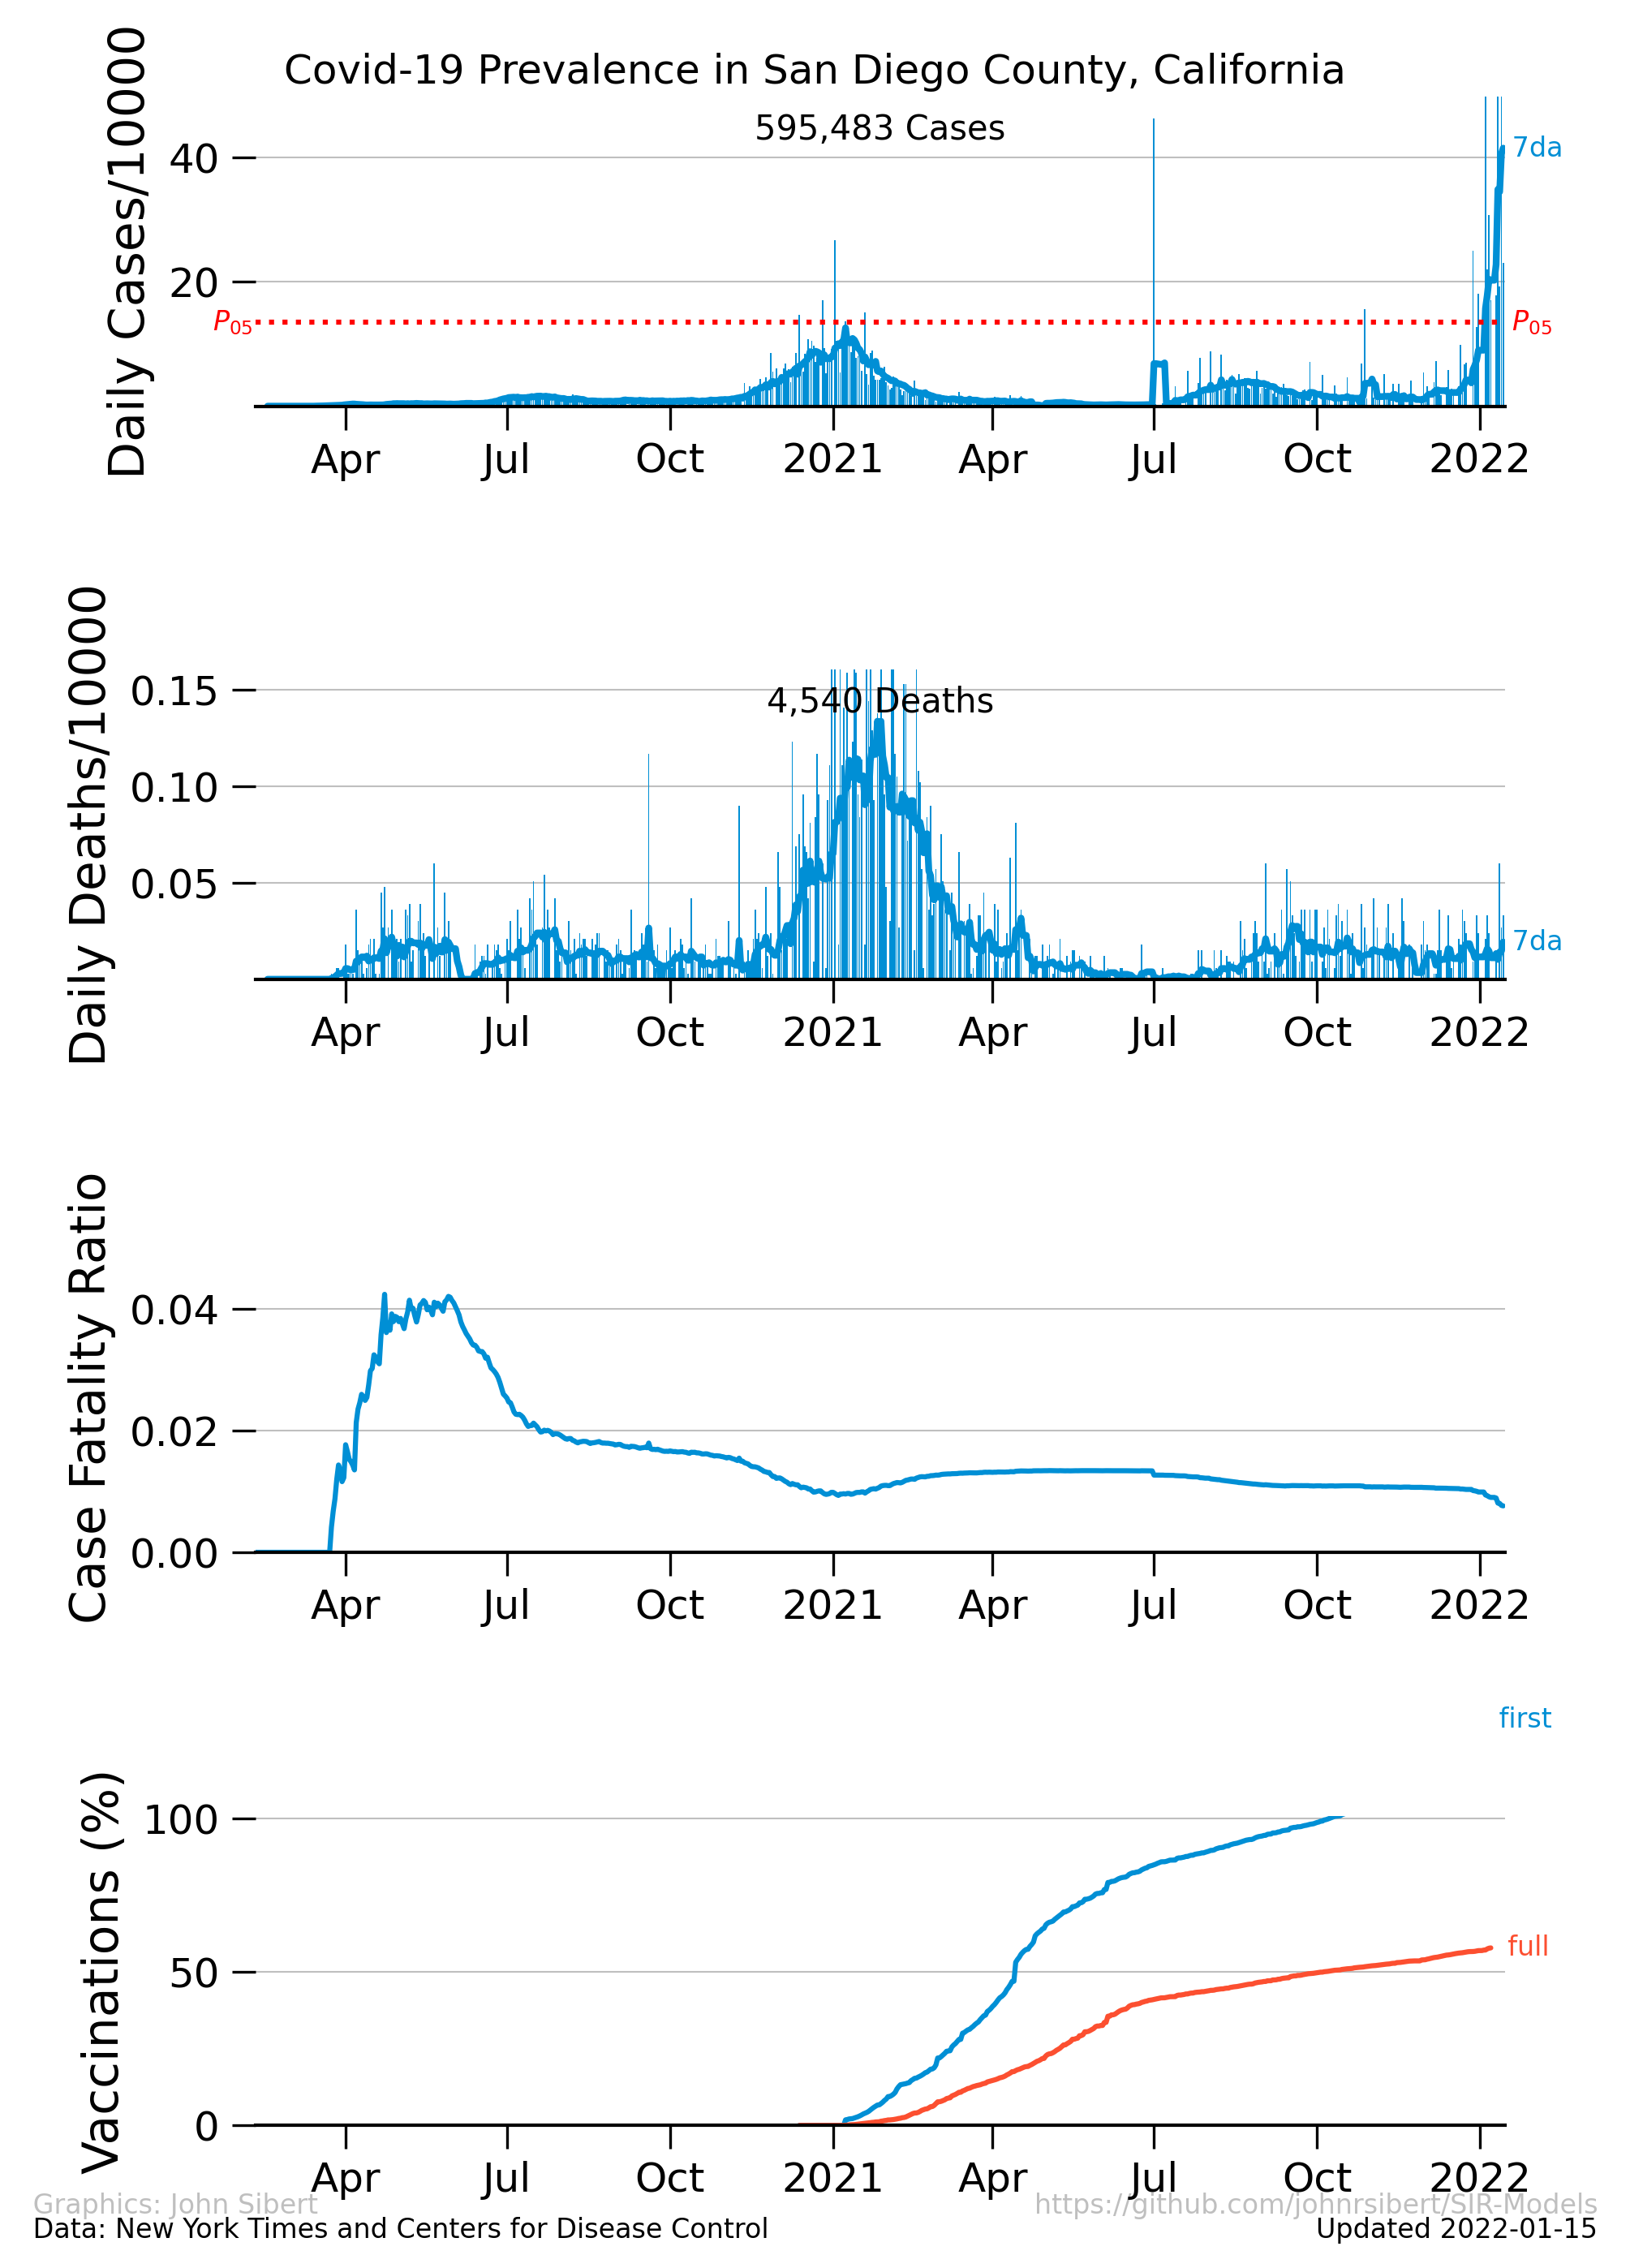 Covid-19 Prevalence in San Diego County, California
Daily Cases/10000
595,483 Cases
40
20
7da
P05
P05
Apr Jul Oct 2021 Apr Jul Oct 2022
Daily Deaths/10000
4,540 Deaths
0.15
0.10
0.05
7da
Apr Jul Oct 2021 Apr Jul Oct 2022
Case Fatality Ratio
0.04
0.02
0.00
Apr Jul Oct 2021 Apr Jul Oct 2022
Vaccinations (%)
first
100
full
50
0
Apr Jul Oct 2021 Apr Jul Oct 2022
Graphics: John Sibert https://github.com/johnrsibert/SIR-Models
Data: New York Times and Centers for Disease Control Updated 2022-01-15